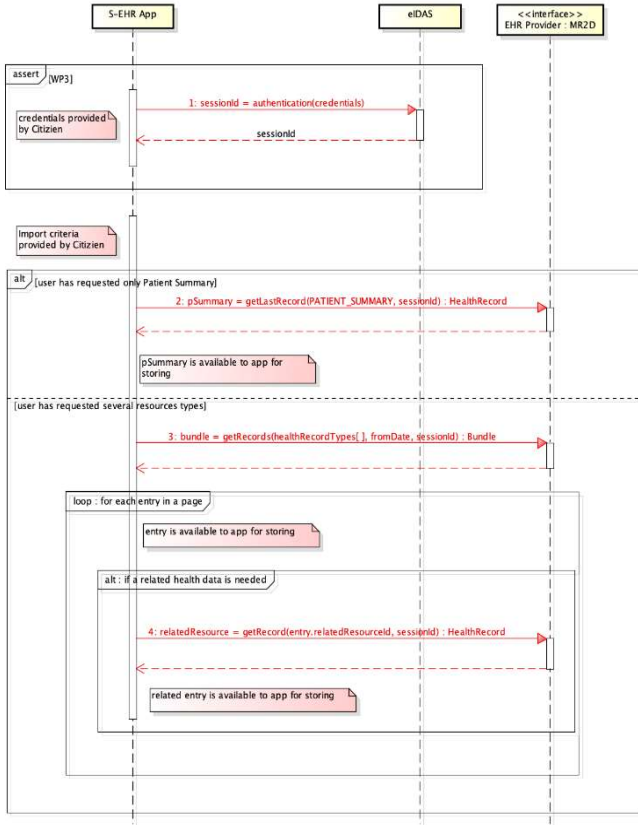 S-EHR App
eIDAS
<<interface>>
EHR Provider : MR2D
assert
[WP3]
1: sessionId = authentication(credentials)
credentials provided
by Citizien
sessionId
Import criteria
provided by Citizien
alt
[user has requested only Patient Summary]
2: pSummary = getLastRecord(PATIENT_SUMMARY, sessionId) : HealthRecord
pSummary is available to app for
storing
[user has requested several resources types]
3: bundle = getRecords(healthRecordTypes[ ], fromDate, sessionId) : Bundle
loop : for each entry in a page
entry is available to app for storing
alt : if a related health data is needed
4: relatedResource = getRecord(entry.relatedResourceId, sessionId) : HealthRecord
related entry is available to app for storing